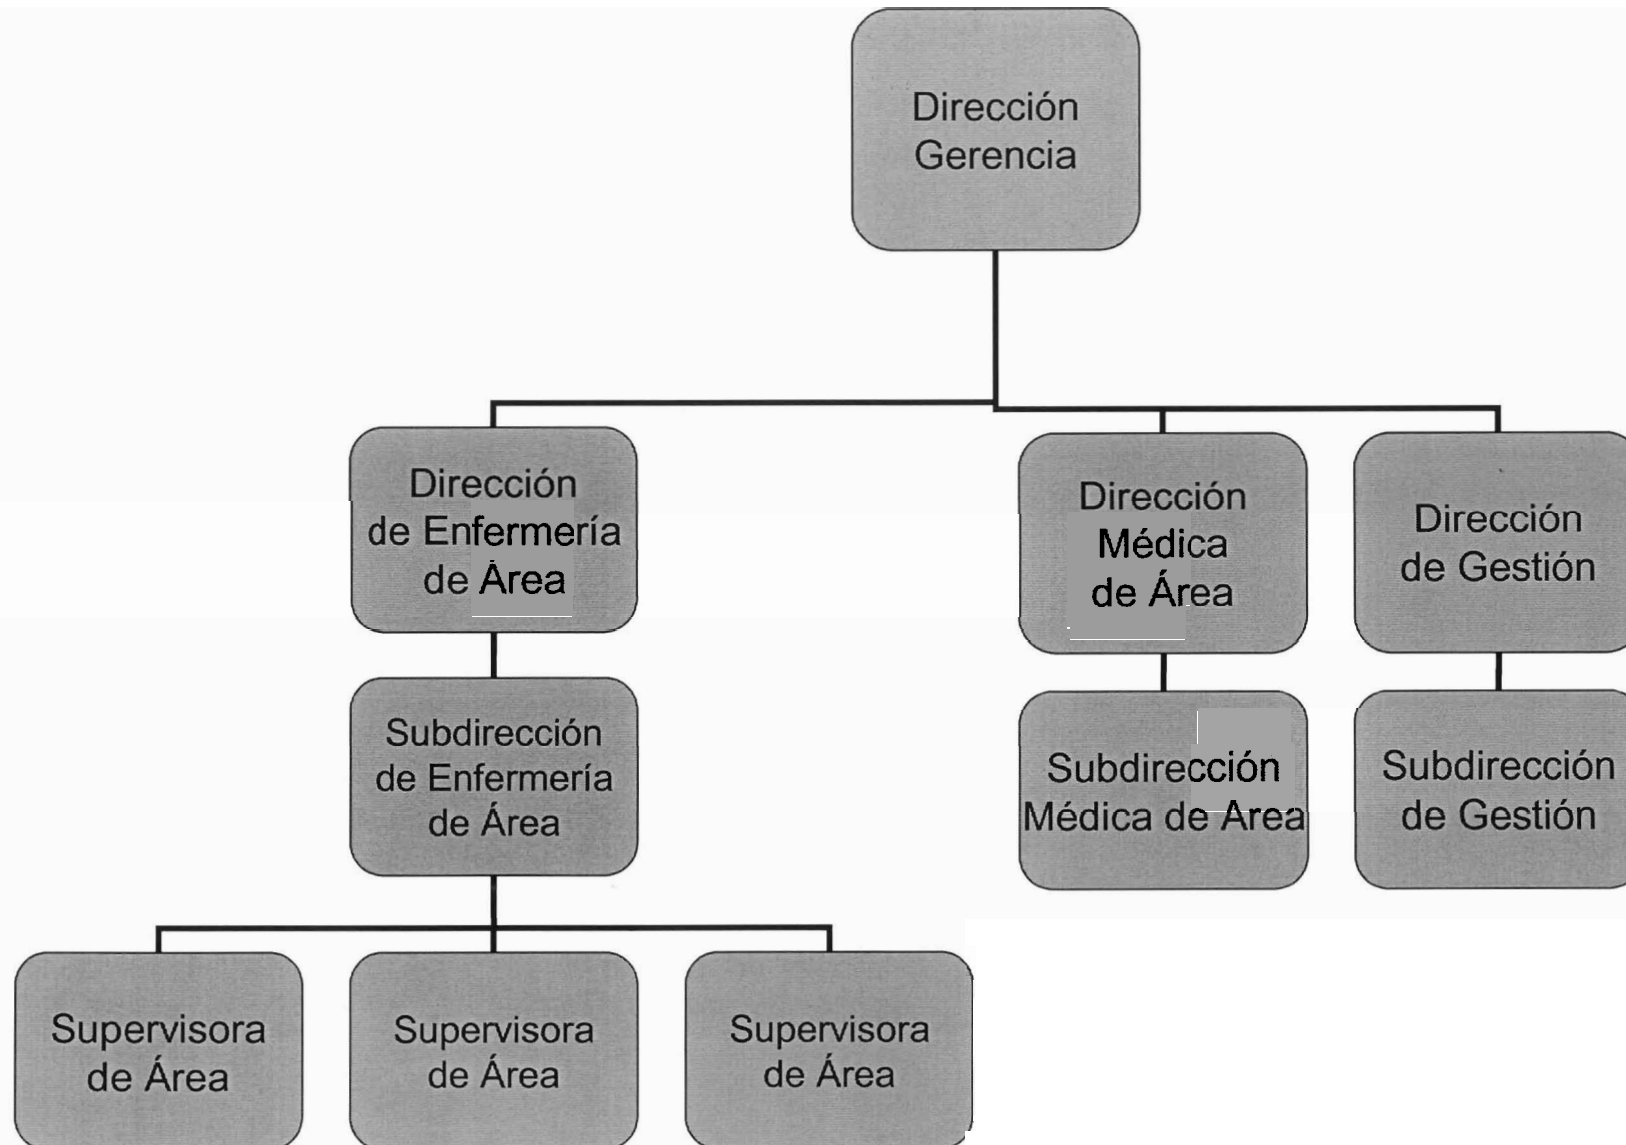 Dirección
Gerencia
Dirección
de Enfermería
de Área
Dirección
Médica
de Área
Dirección
de Gestión
Subdirección
de Enfermería
de Área
Subdirección
Médica de Area
Subdirección
de Gestión
Supervisora
de Área
Supervisora
de Área
Supervisora
de Área